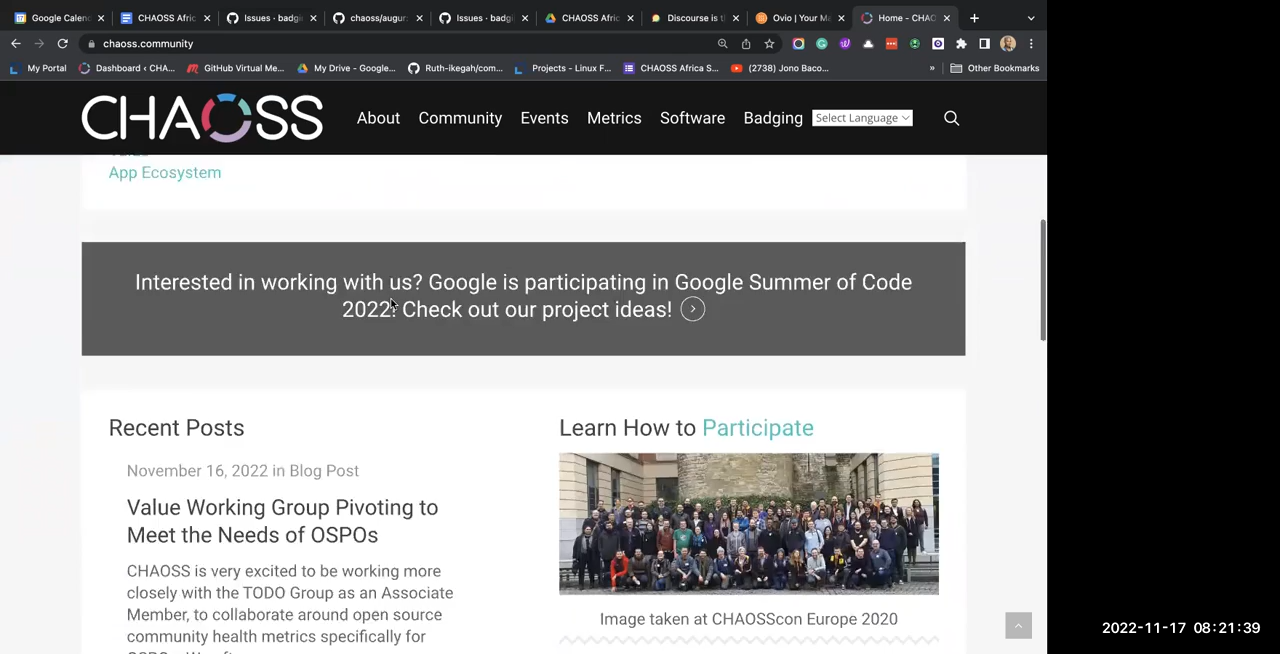 Google Calenc
CHAOSS Afric
Issues · badgi
chaoss/augur:
Issues · badgi
CHAOSS Afric
Discourse is t
Ovio | Your Ma
Home - CHAO
chaoss.community
My Portal
Dashboard ‹ CHA...
GitHub Virtual Me...
My Drive - Google...
Ruth-ikegah/com...
Projects - Linux F...
CHAOSS Africa S...
(2738) Jono Baco...
»
Other Bookmarks
CHAOSS
About
Community
Events
Metrics
Software
Badging
Select Language
App Ecosystem
Interested in working with us? Google is participating in Google Summer of Code
2022! Check out our project ideas!
Recent Posts
November 16, 2022 in Blog Post
Value Working Group Pivoting to
Meet the Needs of OSPOs
CHAOSS is very excited to be working more
closely with the TODO Group as an Associate
Member, to collaborate around open source
community health metrics specifically for
Learn How to Participate
Image taken at CHAOSScon Europe 2020
2022-11-17 08:21:39